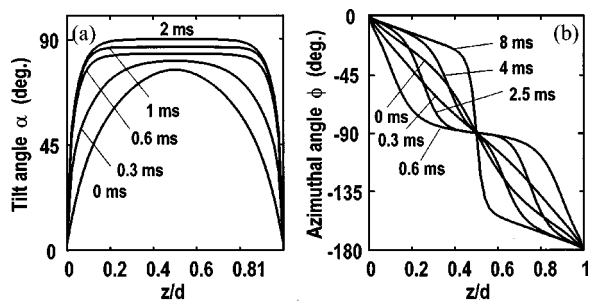 Tilt angle α (deg.)
90
45
0
(a)
2 ms
1 ms
0.6 ms
0.3 ms
0 ms
0 0.2 0.4 0.6 0.81
z/d
Azimuthal angle ϕ (deg.)
0
-45
-90
-135
-180
(b)
8 ms
4 ms
2.5 ms
0 ms
0.3 ms
0.6 ms
0 0.2 0.4 0.6 0.8 1
z/d